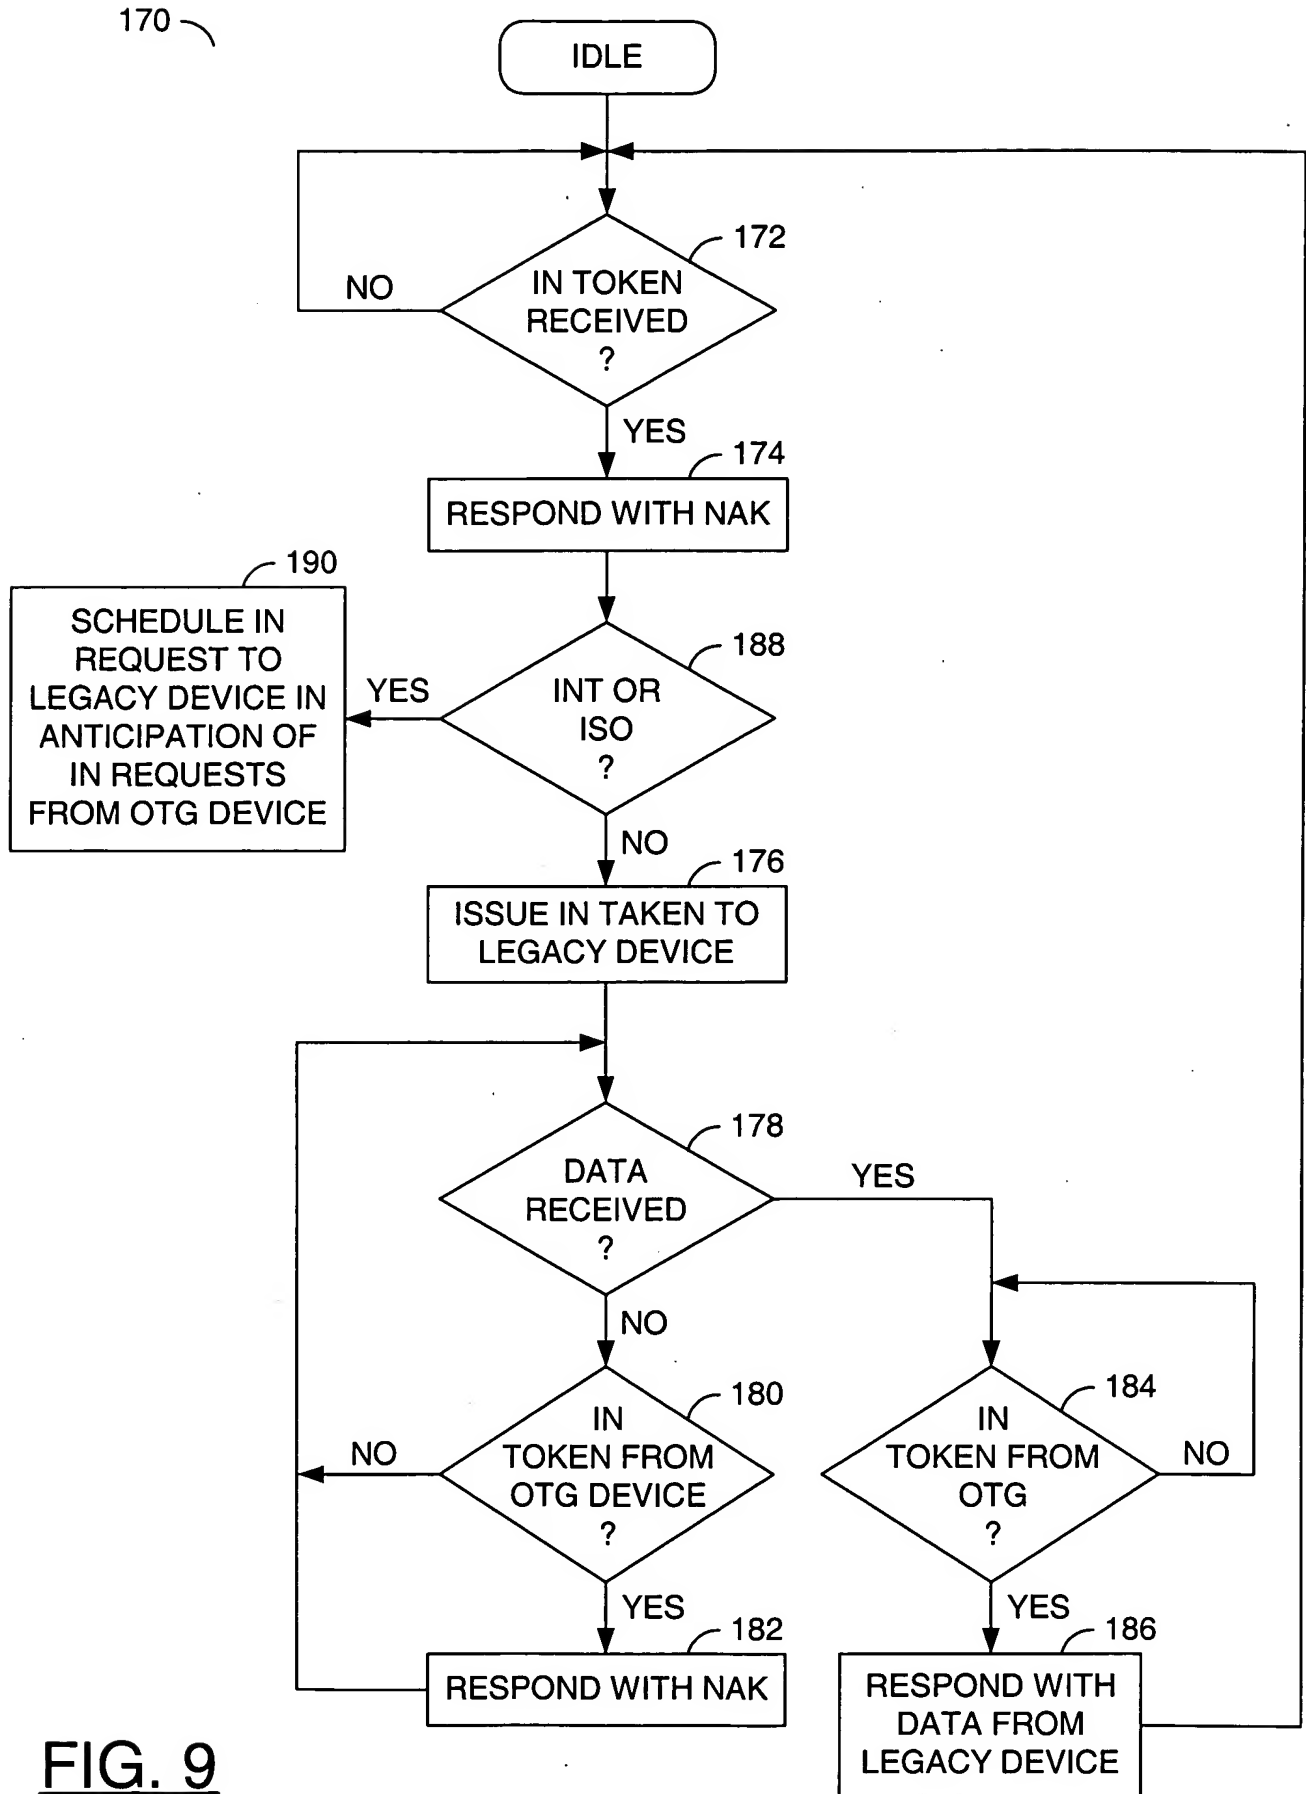 170
IDLE
172
IN TOKEN
RECEIVED
?
NO
YES
174
RESPOND WITH NAK
190
SCHEDULE IN
REQUEST TO
LEGACY DEVICE IN
ANTICIPATION OF
IN REQUESTS
FROM OTG DEVICE
YES
188
INT OR
ISO
?
NO
176
ISSUE IN TAKEN TO
LEGACY DEVICE
178
DATA
RECEIVED
?
YES
NO
180
IN
TOKEN FROM
OTG DEVICE
?
NO
YES
184
IN
TOKEN FROM
OTG
?
NO
YES
182
RESPOND WITH NAK
186
RESPOND WITH
DATA FROM
LEGACY DEVICE
FIG. 9